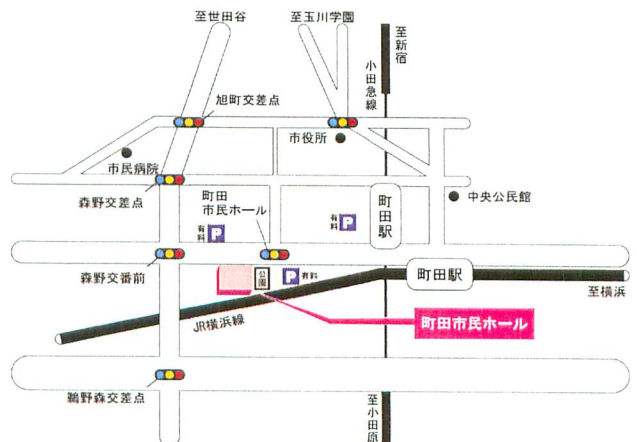 至世田谷
至玉川学園
至新宿
小田急線
旭町交差点
市役所
市民病院
森野交差点
町田
市民ホール
有料
P
有料
P
町田駅
中央公民館
森野交番前
公園
P
有料
町田駅
至横浜
JR横浜線
町田市民ホール
鵜野森交差点
至小田原